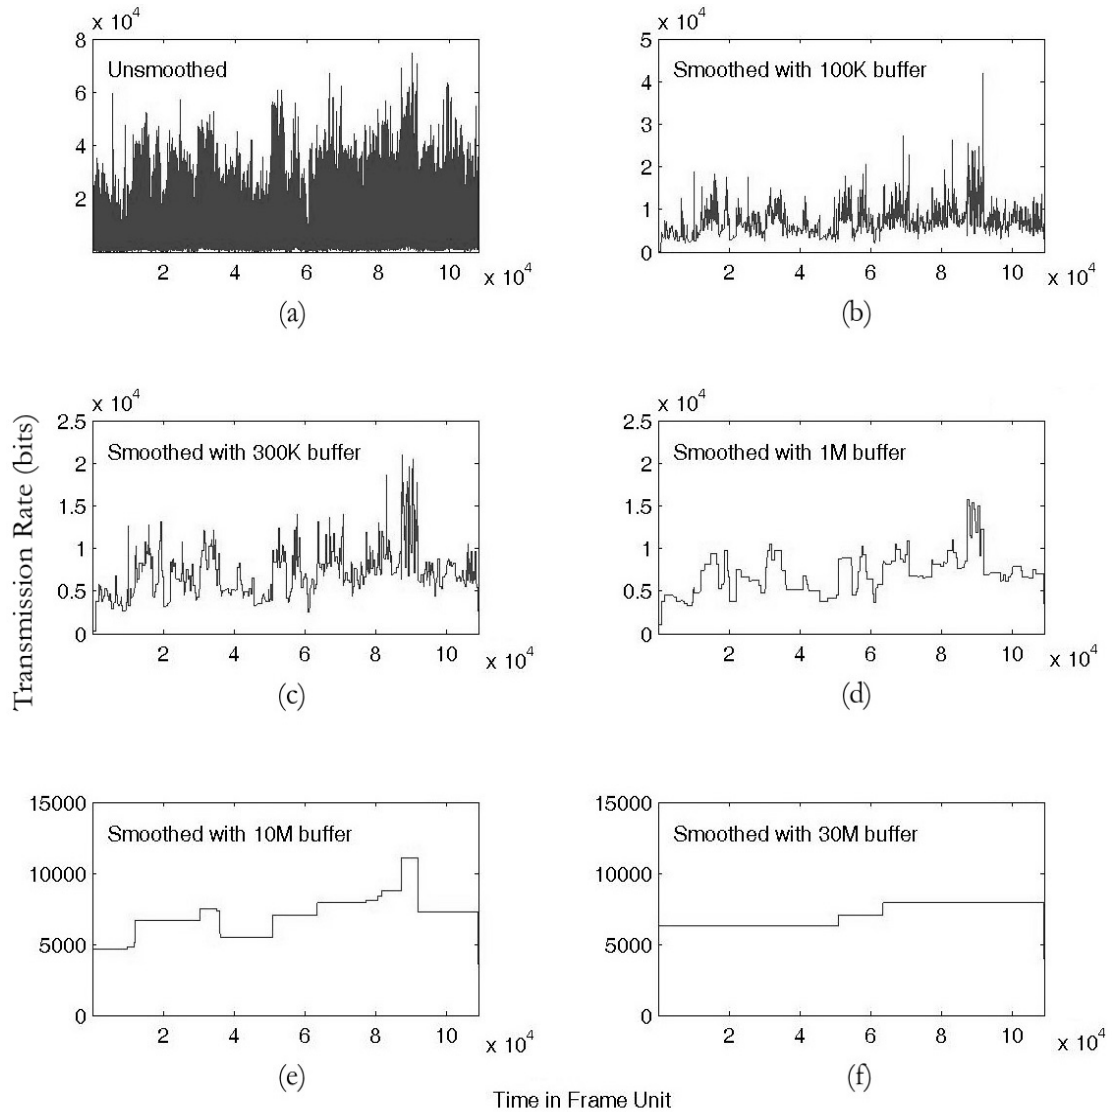 x 10^4
8
6
4
2
Unsmoothed
2 4 6 8 10
x 10^4
(a)
x 10^4
5
4
3
2
1
0
Smoothed with 100K buffer
2 4 6 8 10
x 10^4
(b)
Transmission Rate (bits)
x 10^4
2.5
2
1.5
1
0.5
0
Smoothed with 300K buffer
2 4 6 8 10
x 10^4
(c)
x 10^4
2.5
2
1.5
1
0.5
0
Smoothed with 1M buffer
2 4 6 8 10
x 10^4
(d)
15000
10000
5000
0
Smoothed with 10M buffer
2 4 6 8 10
x 10^4
(e)
15000
10000
5000
0
Smoothed with 30M buffer
2 4 6 8 10
x 10^4
(f)
Time in Frame Unit